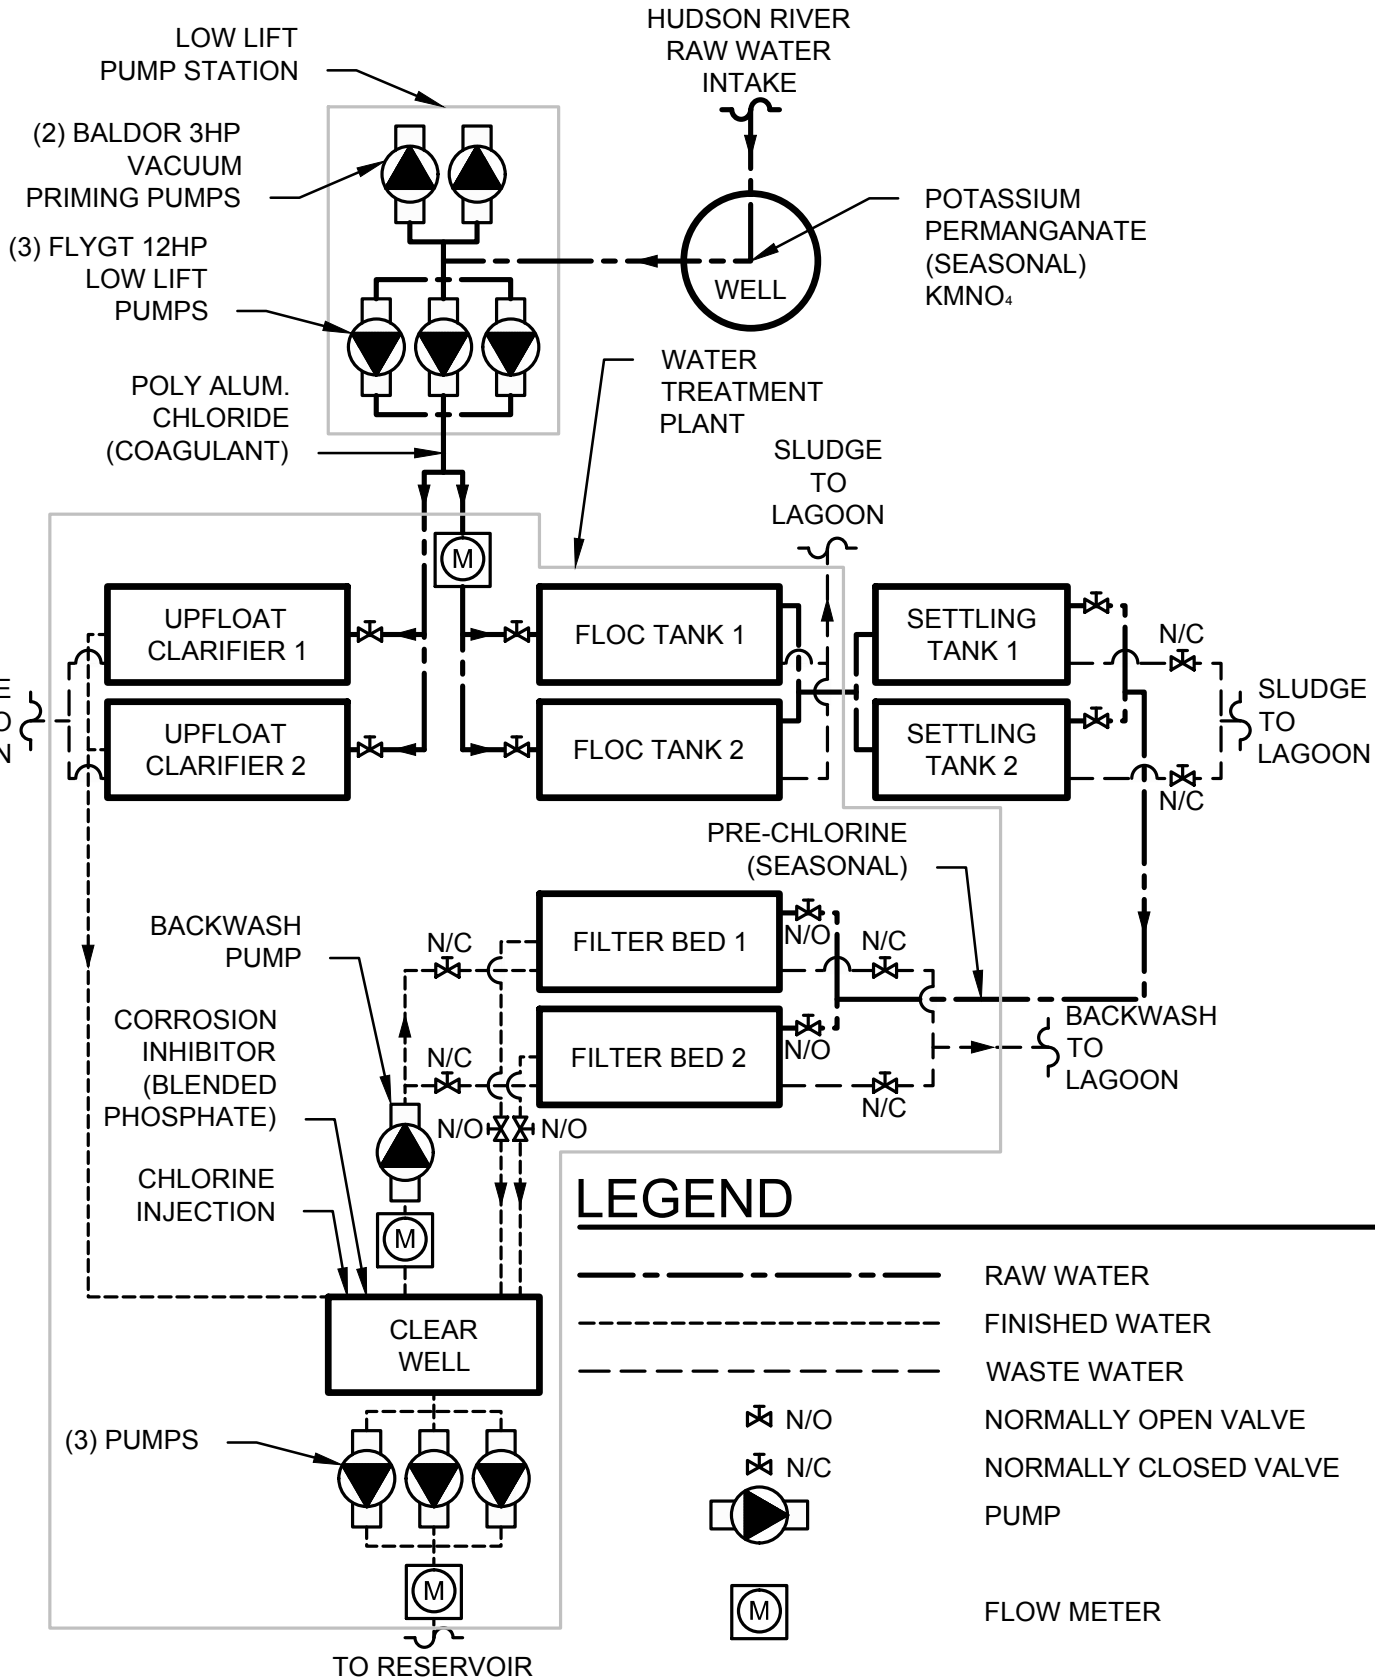 LOW LIFT
PUMP STATION
HUDSON RIVER
RAW WATER
INTAKE
(2) BALDOR 3HP
VACUUM
PRIMING PUMPS
(3) FLYGT 12HP
LOW LIFT
PUMPS
POTASSIUM
PERMANGANATE
(SEASONAL)
KMNO₄
WELL
POLY ALUM.
CHLORIDE
(COAGULANT)
WATER
TREATMENT
PLANT
SLUDGE
TO
LAGOON
M
UPFLOAT
CLARIFIER 1
FLOC TANK 1
SETTLING
TANK 1
N/C
UPFLOAT
CLARIFIER 2
FLOC TANK 2
SETTLING
TANK 2
N/C
E
O
N
SLUDGE
TO
LAGOON
PRE-CHLORINE
(SEASONAL)
BACKWASH
PUMP
N/C
FILTER BED 1
N/O
N/C
CORROSION
INHIBITOR
(BLENDED
PHOSPHATE)
N/C
FILTER BED 2
N/O
N/C
BACKWASH
TO
LAGOON
N/O
N/O
CHLORINE
INJECTION
M
CLEAR
WELL
(3) PUMPS
M
TO RESERVOIR
LEGEND
RAW WATER
FINISHED WATER
WASTE WATER
N/O NORMALLY OPEN VALVE
N/C NORMALLY CLOSED VALVE
PUMP
M FLOW METER